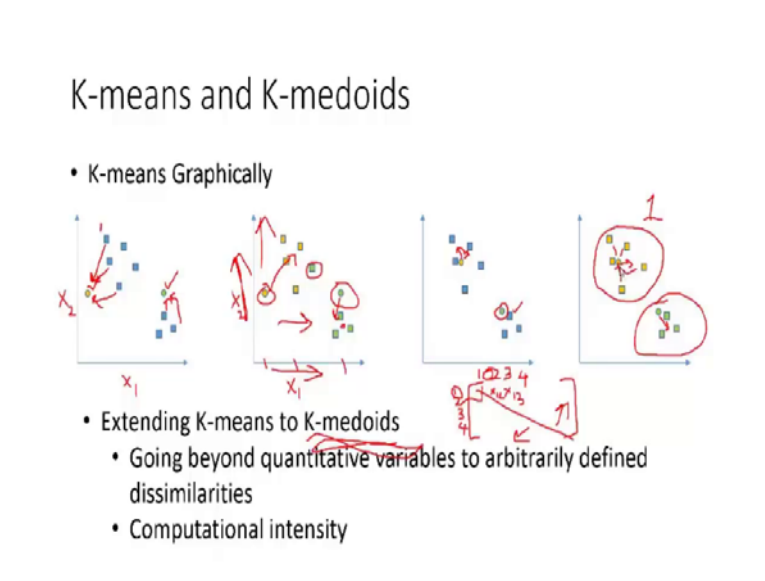 K-means and K-medoids
• K-means Graphically
1
1
X2
X2
X1
X1
1 2 3 4
2
3
4
• Extending K-means to K-medoids
• Going beyond quantitative variables to arbitrarily defined
dissimilarities
• Computational intensity